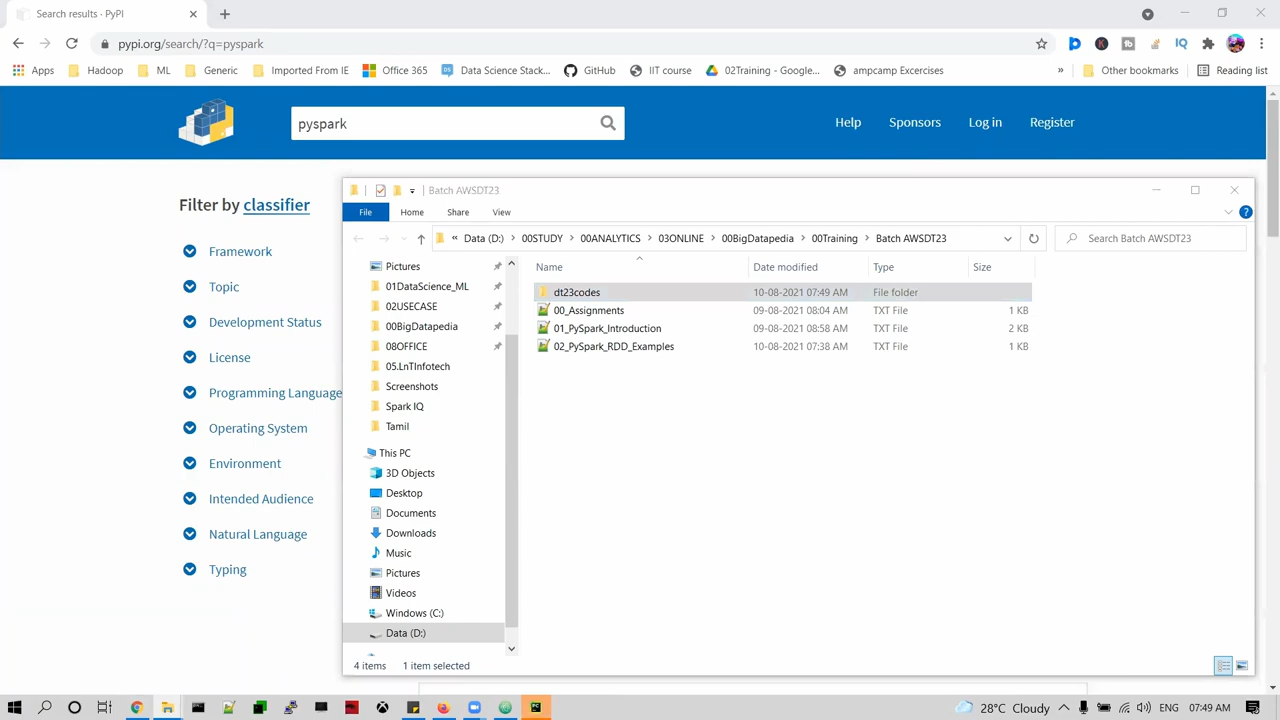 Search results · PyPI
pypi.org/search/?q=pyspark
Apps Hadoop ML Generic Imported From IE Office 365 Data Science Stack... GitHub IIT course 02Training - Google... ampcamp Excercises » Other bookmarks Reading list
pyspark
Help Sponsors Log in Register
Filter by classifier
Framework
Topic
Development Status
License
Programming Language
Operating System
Environment
Intended Audience
Natural Language
Typing
Batch AWSDT23
File Home Share View
« Data (D:) > 00STUDY > 00ANALYTICS > 03ONLINE > 00BigDatapedia > 00Training > Batch AWSDT23
Search Batch AWSDT23
Pictures
01DataScience_ML
02USECASE
00BigDatapedia
08OFFICE
05.LnTInfotech
Screenshots
Spark IQ
Tamil
This PC
3D Objects
Desktop
Documents
Downloads
Music
Pictures
Videos
Windows (C:)
Data (D:)
Name Date modified Type Size
dt23codes 10-08-2021 07:49 AM File folder
00_Assignments 09-08-2021 08:04 AM TXT File 1 KB
01_PySpark_Introduction 09-08-2021 08:58 AM TXT File 2 KB
02_PySpark_RDD_Examples 10-08-2021 07:38 AM TXT File 1 KB
4 items 1 item selected
28°C Cloudy 07:49 AM